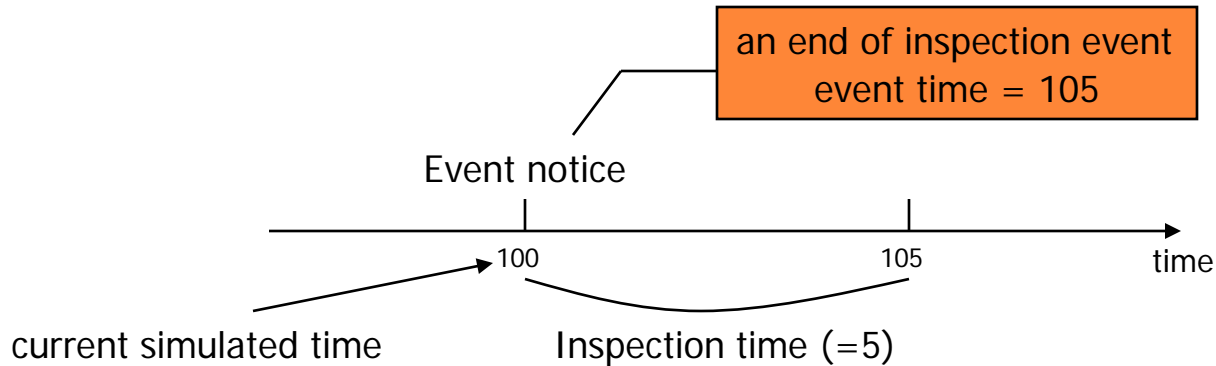 an end of inspection event
event time = 105
Event notice
100
105
time
current simulated time
Inspection time (=5)